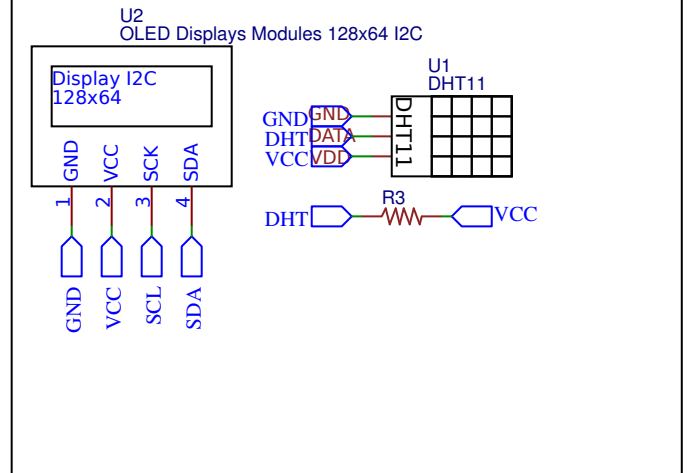 U2
OLED Displays Modules 128x64 I2C
Display I2C
128x64
GND
VCC
SCK
SDA
1
2
3
4
GND
VCC
SCL
SDA
U1
DHT11
GND GND
DHT DATA
VCC VDD
DHT11
R3
DHT
VCC